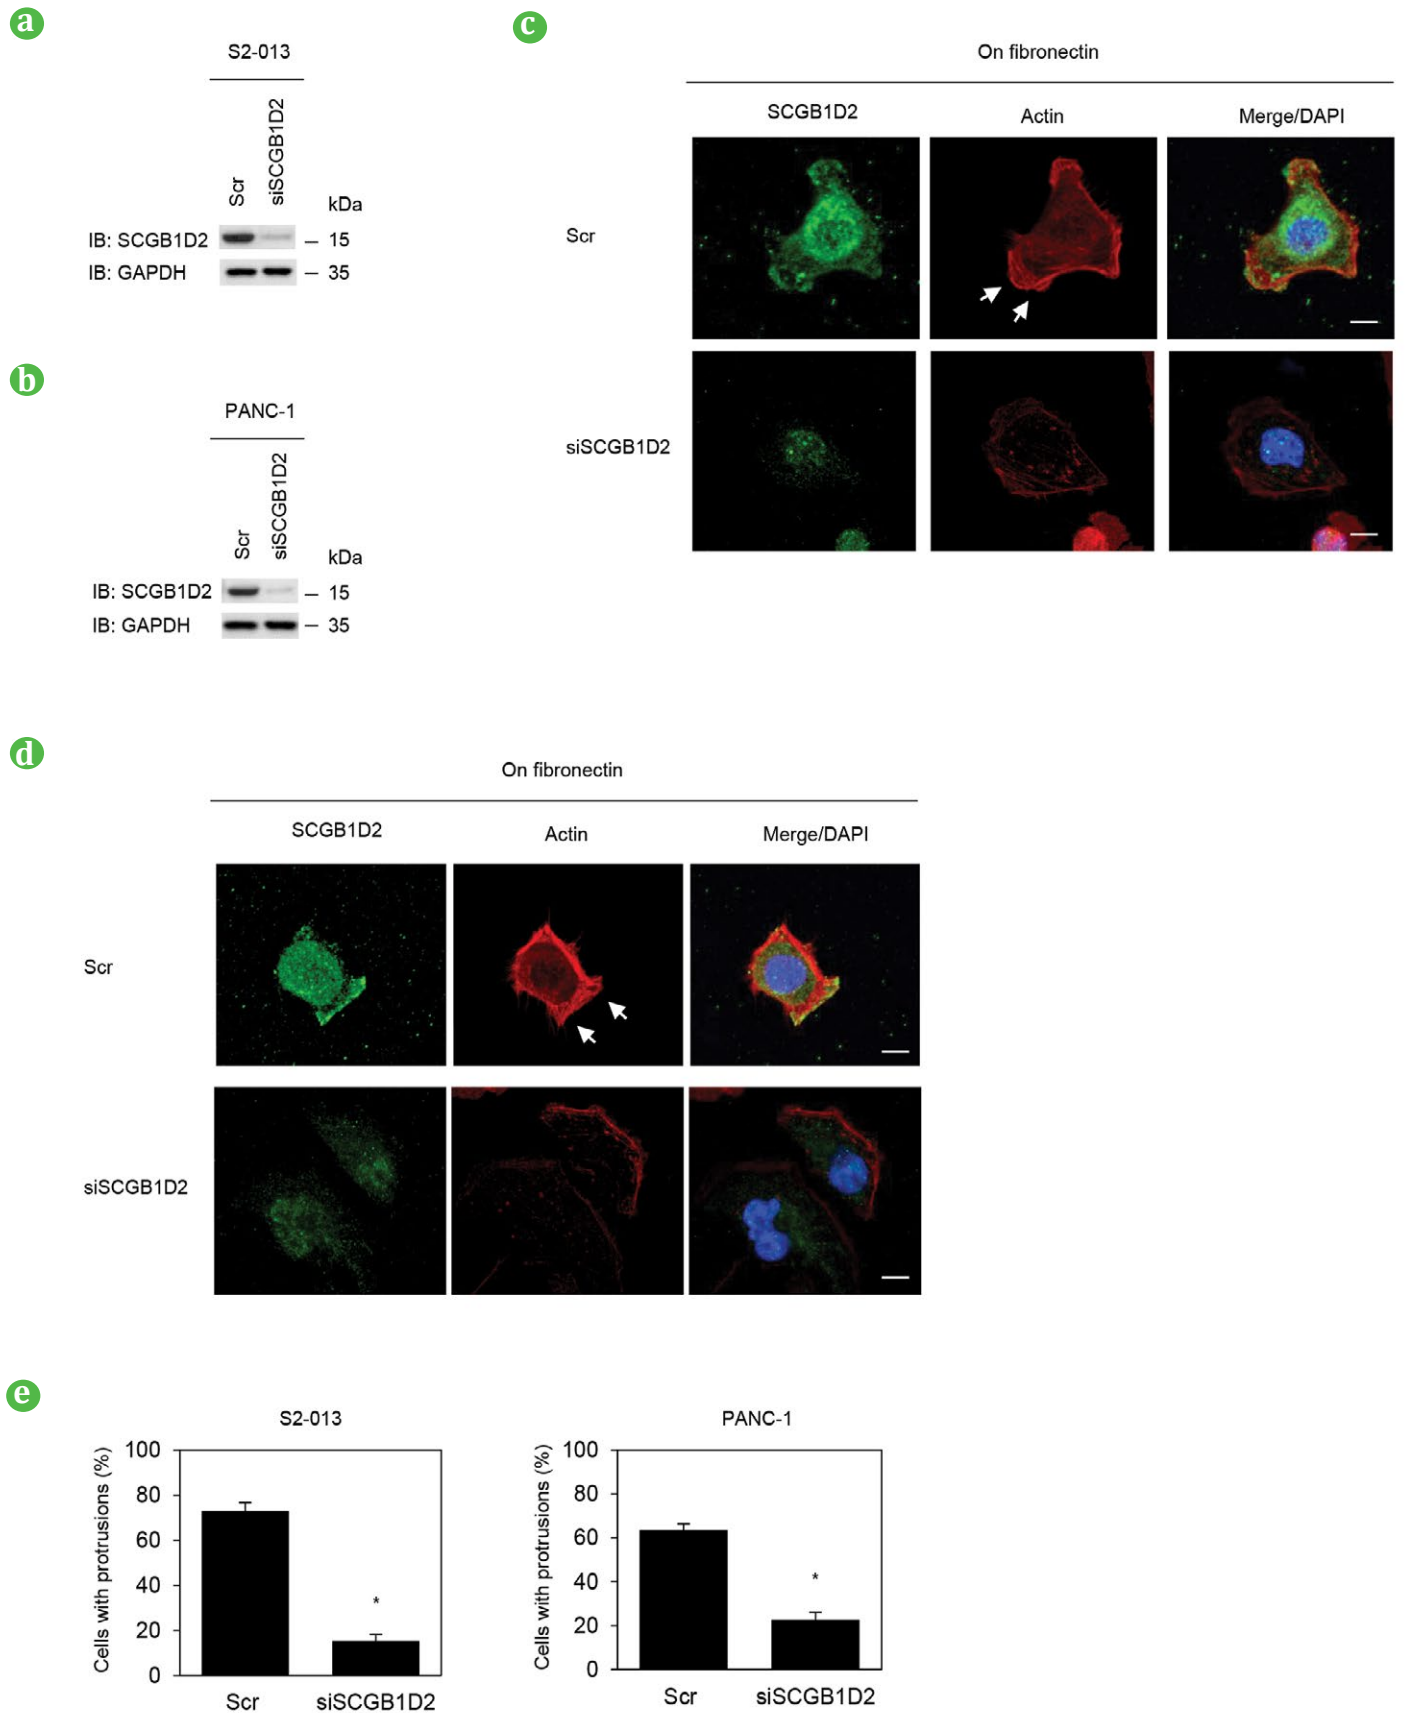 a
S2-013
Scr
siSCGB1D2
kDa
IB: SCGB1D2
15
IB: GAPDH
35
b
PANC-1
Scr
siSCGB1D2
kDa
IB: SCGB1D2
15
IB: GAPDH
35
c
On fibronectin
SCGB1D2
Actin
Merge/DAPI
Scr
siSCGB1D2
d
On fibronectin
SCGB1D2
Actin
Merge/DAPI
Scr
siSCGB1D2
e
S2-013
Cells with protrusions (%)
100
80
60
40
20
0
*
Scr
siSCGB1D2
PANC-1
Cells with protrusions (%)
100
80
60
40
20
0
*
Scr
siSCGB1D2